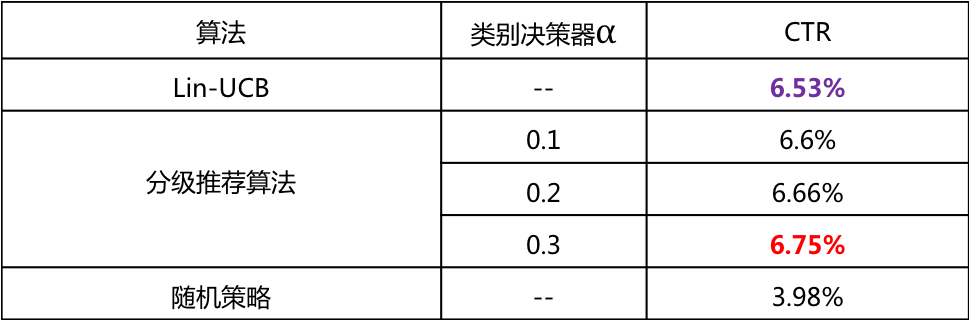 算法 类别决策器α CTR
Lin-UCB -- 6.53%
分级推荐算法 0.1 6.6%
0.2 6.66%
0.3 6.75%
随机策略 -- 3.98%